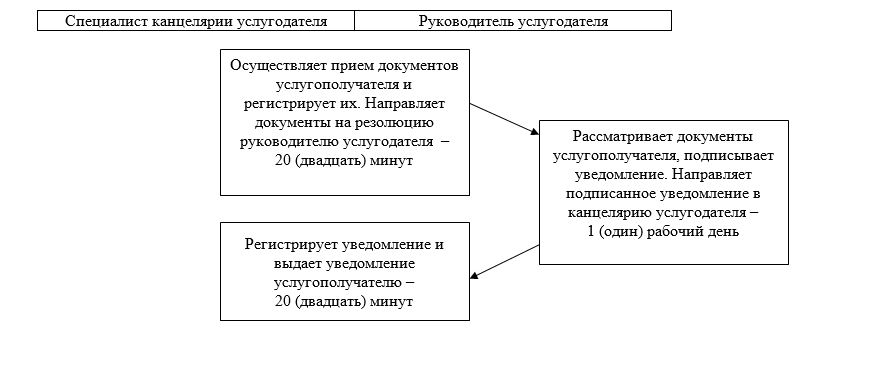 Специалист канцелярии услугодателя
Руководитель услугодателя
Осуществляет прием документов
услугополучателя и
регистрирует их. Направляет
документы на резолюцию
руководителю услугодателя –
20 (двадцать) минут
Рассматривает документы
услугополучателя, подписывает
уведомление. Направляет
подписанное уведомление в
канцелярию услугодателя –
1 (один) рабочий день
Регистрирует уведомление и
выдает уведомление
услугополучателю –
20 (двадцать) минут